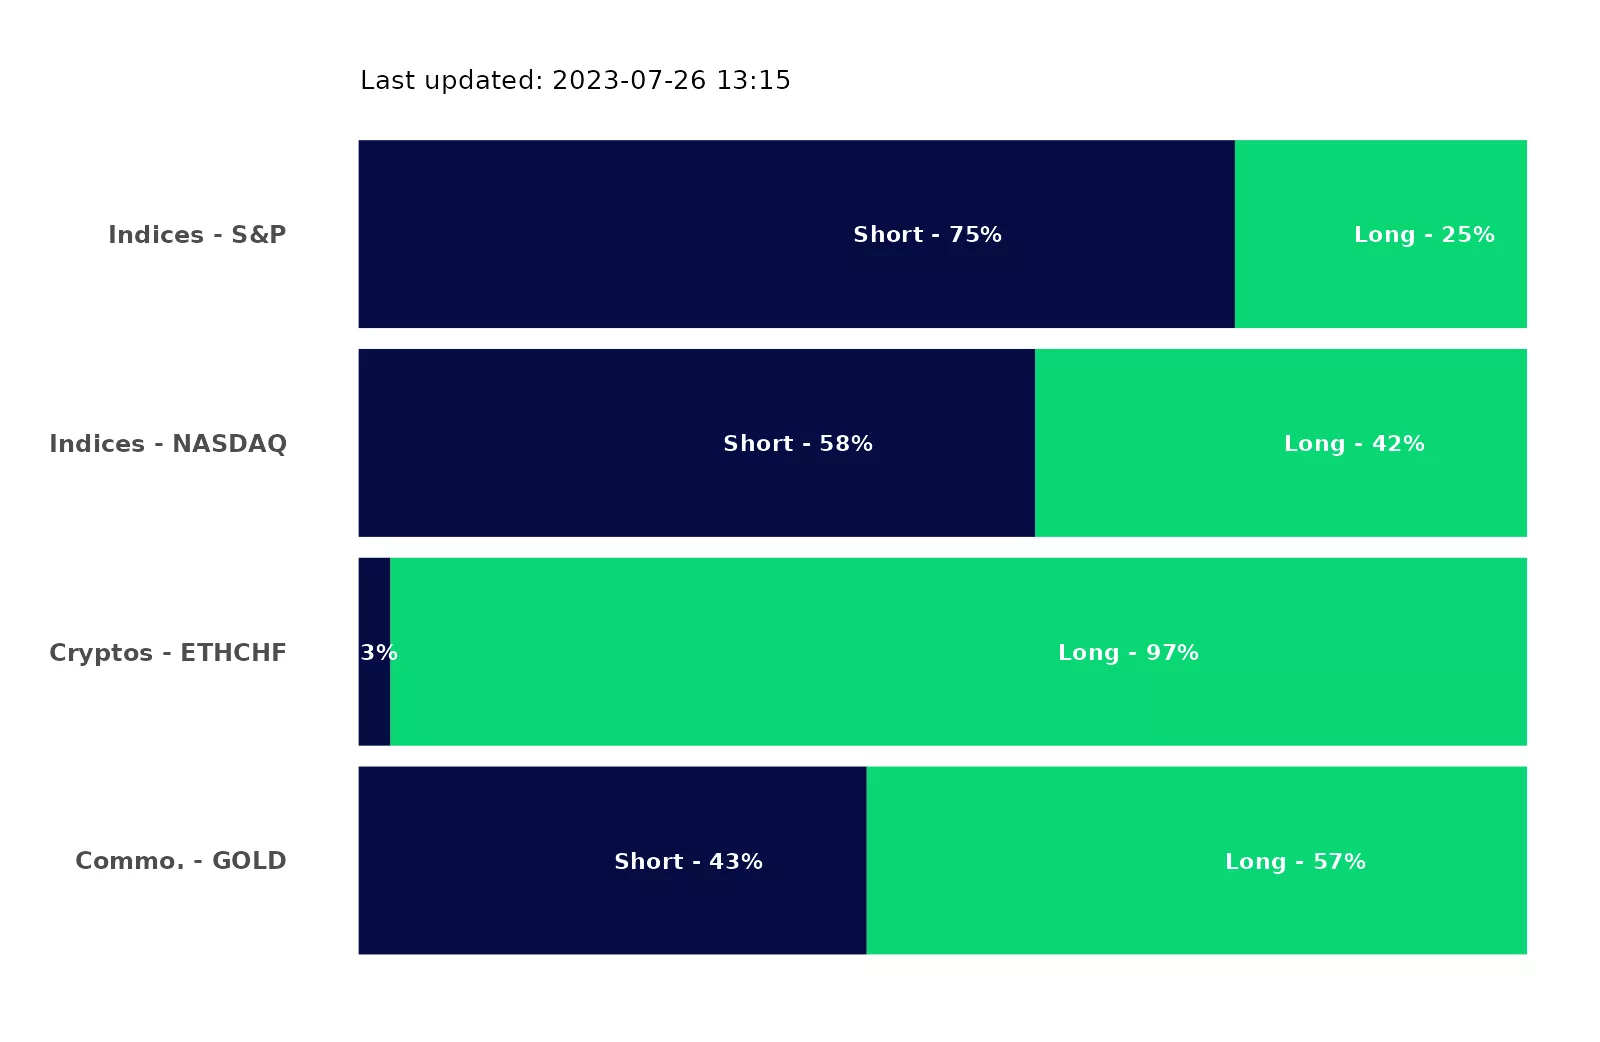 Last updated: 2023-07-26 13:15
Indices - S&P
Short - 75%
Long - 25%
Indices - NASDAQ
Short - 58%
Long - 42%
Cryptos - ETHCHF
3%
Long - 97%
Commo. - GOLD
Short - 43%
Long - 57%